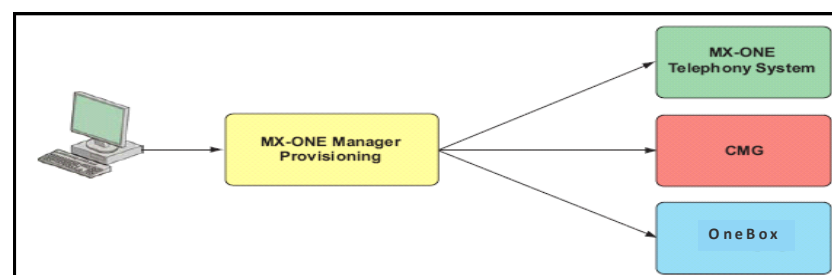 MX-ONE Manager
Provisioning
MX-ONE
Telephony System
CMG
OneBox